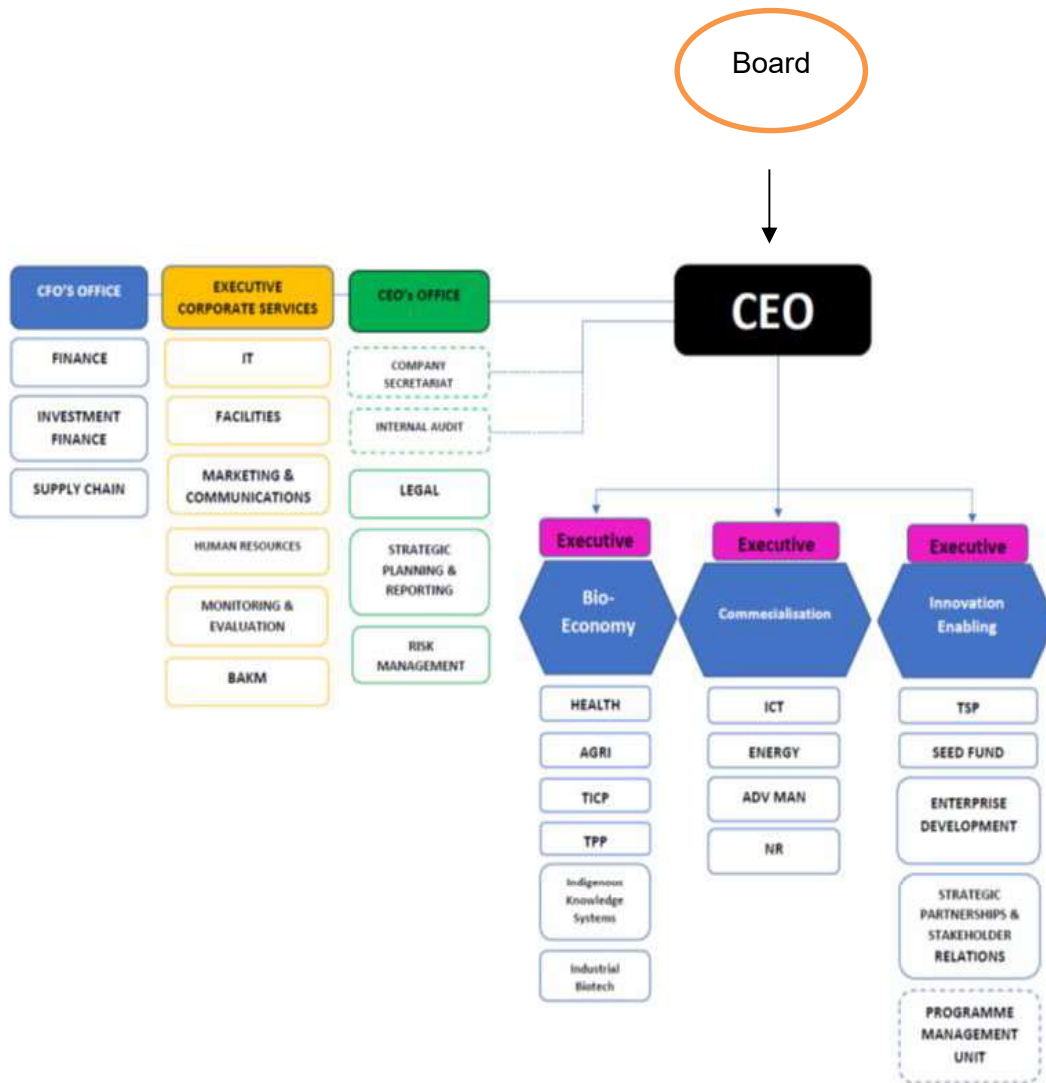 Board
CEO
CFO'S OFFICE
FINANCE
INVESTMENT
FINANCE
SUPPLY CHAIN
EXECUTIVE
CORPORATE SERVICES
IT
FACILITIES
MARKETING &
COMMUNICATIONS
HUMAN RESOURCES
MONITORING &
EVALUATION
BAKM
CEO's OFFICE
COMPANY
SECRETARIAT
INTERNAL AUDIT
LEGAL
STRATEGIC
PLANNING &
REPORTING
RISK
MANAGEMENT
Executive
Bio-
Economy
HEALTH
AGRI
TICP
TPP
Indigenous
Knowledge
Systems
Industrial
Biotech
Executive
Commecialisation
ICT
ENERGY
ADV MAN
NR
Executive
Innovation
Enabling
TSP
SEED FUND
ENTERPRISE
DEVELOPMENT
STRATEGIC
PARTNERSHIPS &
STAKEHOLDER
RELATIONS
PROGRAMME
MANAGEMENT
UNIT